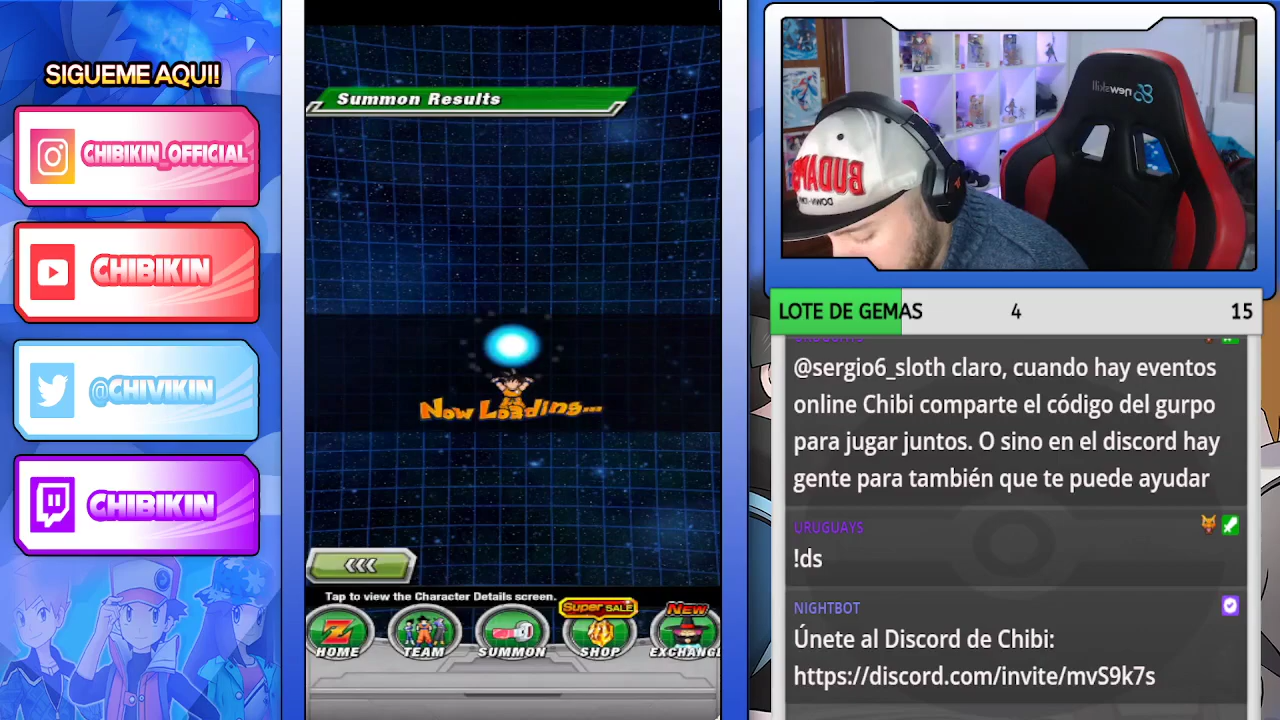 SIGUEME AQUI!
CHIBIKIN_OFFICIAL
CHIBIKIN
@CHIVIKIN
CHIBIKIN
Summon Results
Now Loading...
Tap to view the Character Details screen.
HOME
TEAM
SUMMON
Super SALE
SHOP
NEW
EXCHANGE
LOTE DE GEMAS
4
15
URUGUAYS
@sergio6_sloth claro, cuando hay eventos
online Chibi comparte el código del gurpo
para jugar juntos. O sino en el discord hay
gente para también que te puede ayudar
URUGUAYS
!ds
NIGHTBOT
Únete al Discord de Chibi:
https://discord.com/invite/mvS9k7s